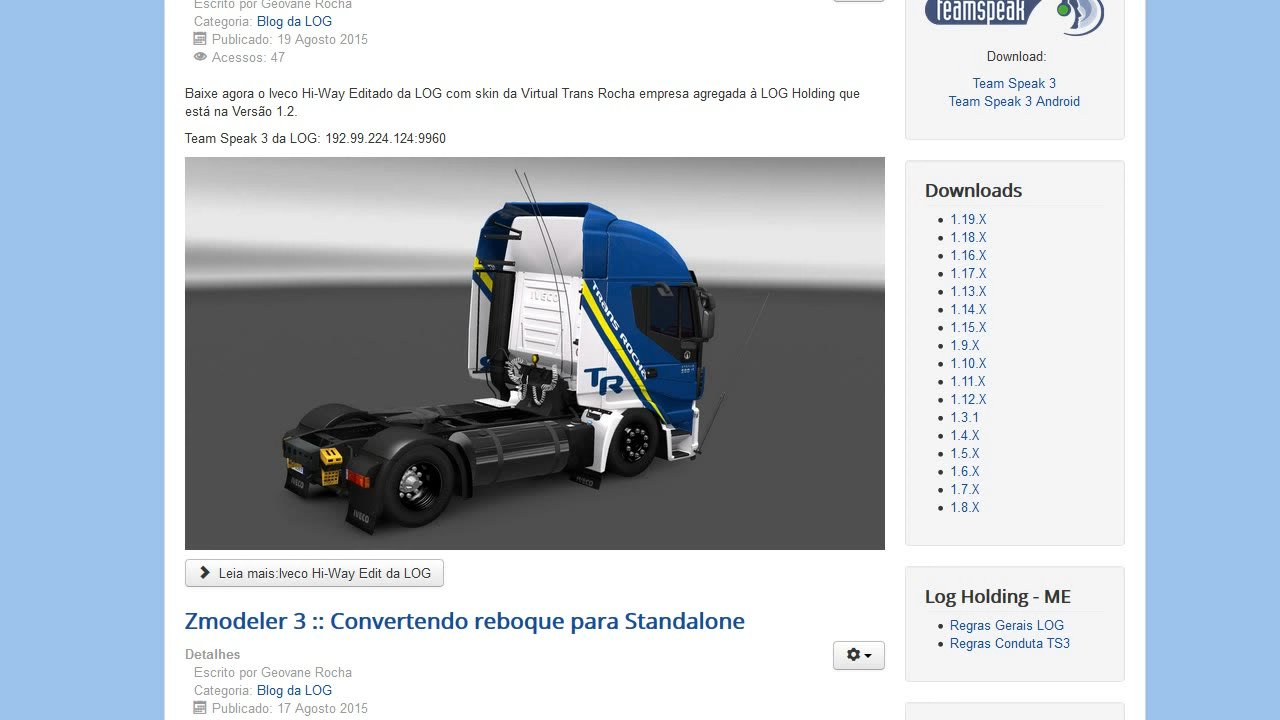 Escrito por Geovane Rocha
Categoria: Blog da LOG
Publicado: 19 Agosto 2015
Acessos: 47
Baixe agora o Iveco Hi-Way Editado da LOG com skin da Virtual Trans Rocha empresa agregada à LOG Holding que
está na Versão 1.2.
Team Speak 3 da LOG: 192.99.224.124:9960
IVECO
TRANS ROCHA
TR
IVECO
IVECO
IVECO
Leia mais:Iveco Hi-Way Edit da LOG
Zmodeler 3 :: Convertendo reboque para Standalone
Detalhes
Escrito por Geovane Rocha
Categoria: Blog da LOG
Publicado: 17 Agosto 2015
teamspeak
Download:
Team Speak 3
Team Speak 3 Android
Downloads
1.19.X
1.18.X
1.16.X
1.17.X
1.13.X
1.14.X
1.15.X
1.9.X
1.10.X
1.11.X
1.12.X
1.3.1
1.4.X
1.5.X
1.6.X
1.7.X
1.8.X
Log Holding - ME
Regras Gerais LOG
Regras Conduta TS3